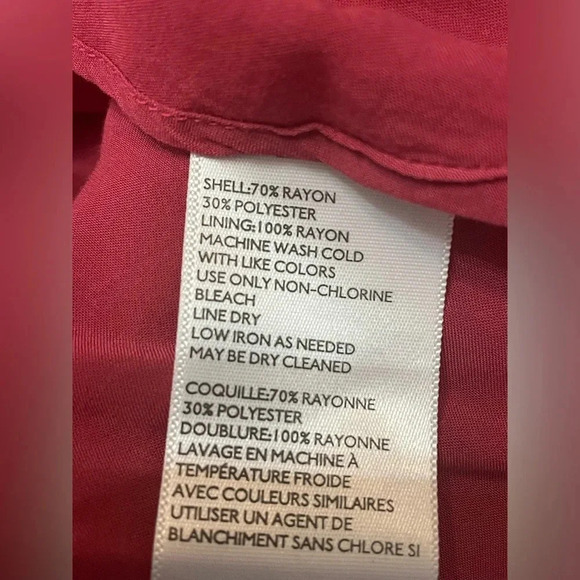 SHELL:70% RAYON
30% POLYESTER
LINING:100% RAYON
MACHINE WASH COLD
WITH LIKE COLORS
USE ONLY NON-CHLORINE
BLEACH
LINE DRY
LOW IRON AS NEEDED
MAY BE DRY CLEANED
COQUILLE:70% RAYONNE
30% POLYESTER
DOUBLURE:100% RAYONNE
LAVAGE EN MACHINE À
TEMPÉRATURE FROIDE
AVEC COULEURS SIMILAIRES
UTILISER UN AGENT DE
BLANCHIMENT SANS CHLORE SI